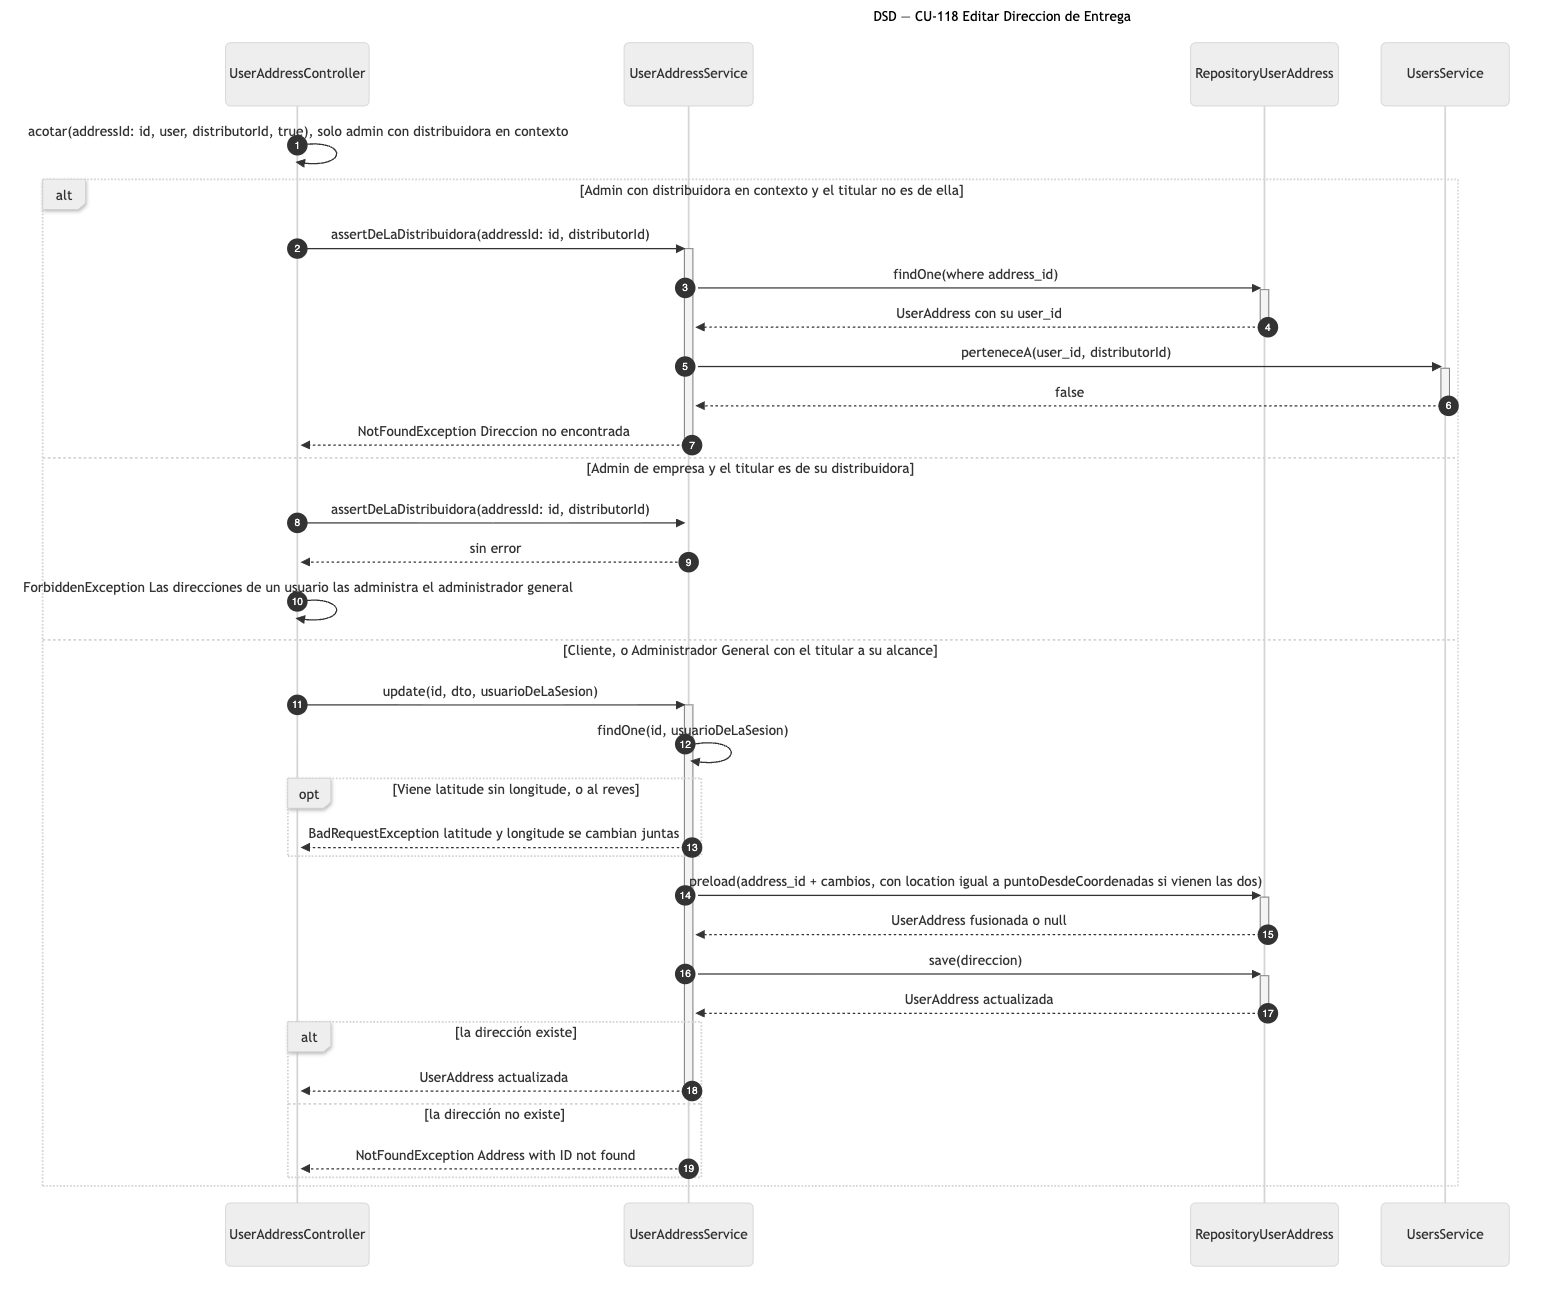 DSD — CU-118 Editar Direccion de Entrega
UserAddressController
UserAddressService
RepositoryUserAddress
UsersService
acotar(addressId: id, user, distributorId, true), solo admin con distribuidora en contexto
1
alt
[Admin con distribuidora en contexto y el titular no es de ella]
assertDeLaDistribuidora(addressId: id, distributorId)
2
findOne(where address_id)
3
UserAddress con su user_id
4
perteneceA(user_id, distributorId)
5
false
6
NotFoundException Direccion no encontrada
7
[Admin de empresa y el titular es de su distribuidora]
assertDeLaDistribuidora(addressId: id, distributorId)
8
sin error
9
ForbiddenException Las direcciones de un usuario las administra el administrador general
10
[Cliente, o Administrador General con el titular a su alcance]
update(id, dto, usuarioDeLaSesion)
11
findOne(id, usuarioDeLaSesion)
12
opt
[Viene latitude sin longitude, o al reves]
BadRequestException latitude y longitude se cambian juntas
13
preload(address_id + cambios, con location igual a puntoDesdeCoordenadas si vienen las dos)
14
UserAddress fusionada o null
15
save(direccion)
16
UserAddress actualizada
17
alt
[la dirección existe]
UserAddress actualizada
18
[la dirección no existe]
NotFoundException Address with ID not found
19
UserAddressController
UserAddressService
RepositoryUserAddress
UsersService